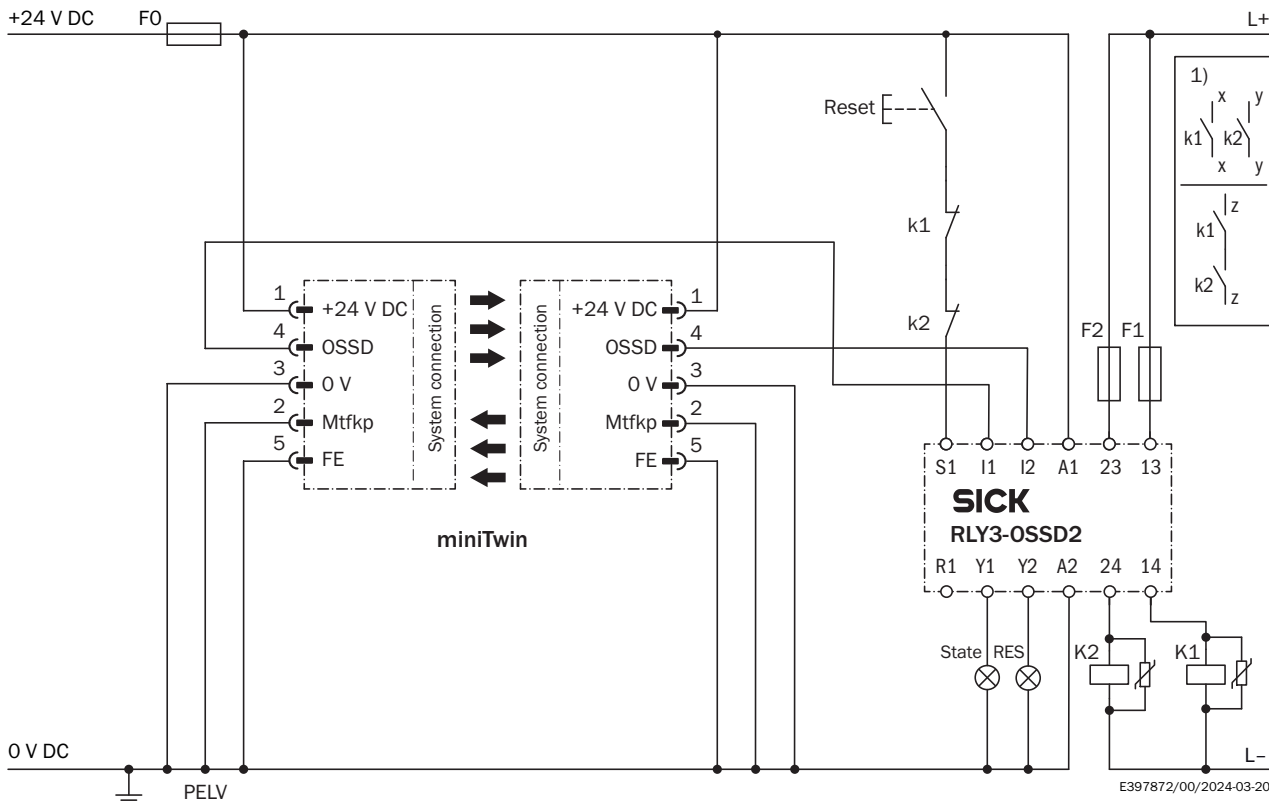 +24 V DC
F0
L+
1)
x
y
k1
k2
x
y
z
k1
k2
z
Reset
k1
k2
F2
F1
1
+24 V DC
4
OSSD
3
0 V
2
Mtfkp
5
FE
System connection
System connection
+24 V DC
1
OSSD
4
0 V
3
Mtfkp
2
FE
5
miniTwin
S1
I1
I2
A1
23
13
SICK
RLY3-OSSD2
R1
Y1
Y2
A2
24
14
State
RES
K2
K1
0 V DC
L–
PELV
E397872/00/2024-03-20